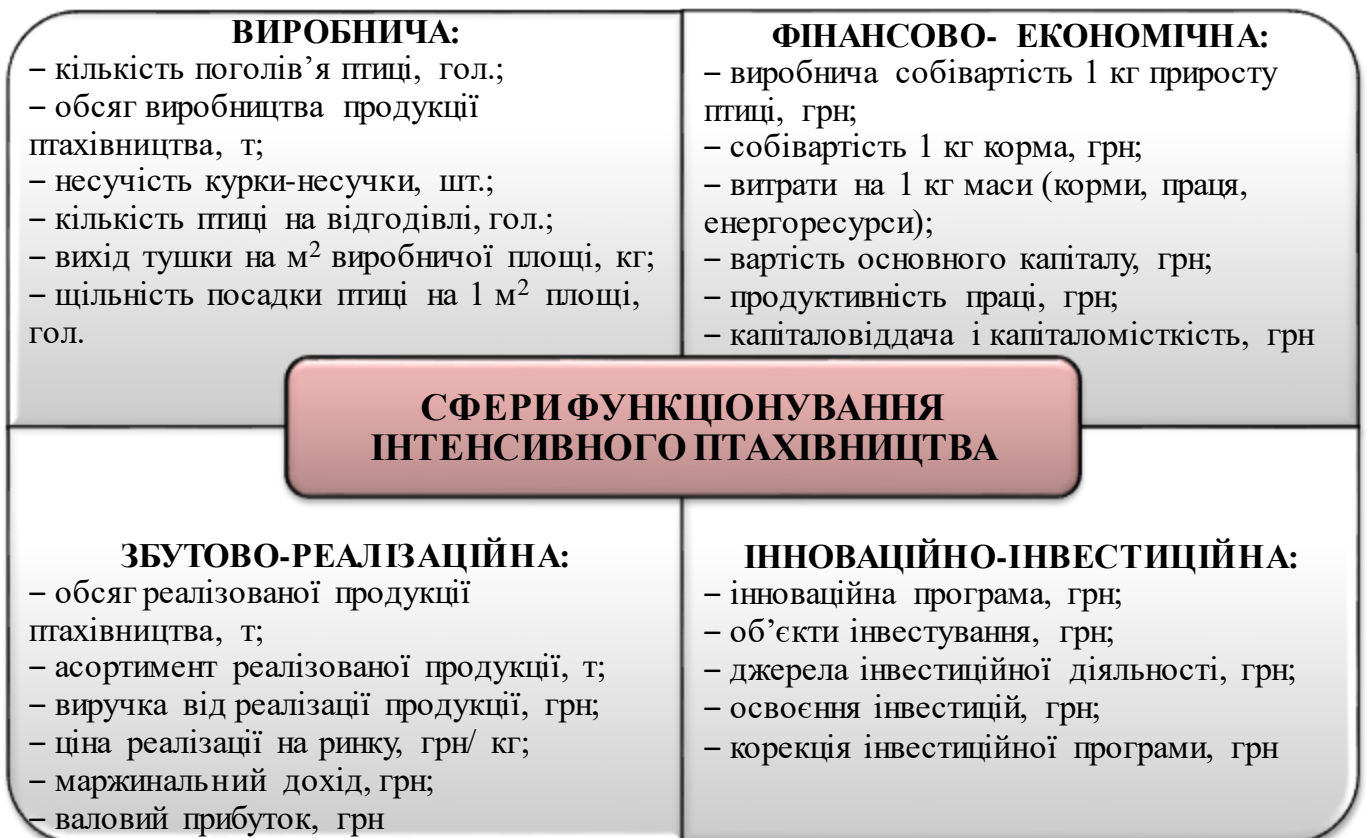 ВИРОБНИЧА:
– кількість поголів’я птиці, гол.;
– обсяг виробництва продукції
птахівництва, т;
– несучість курки-несучки, шт.;
– кількість птиці на відгодівлі, гол.;
– вихід тушки на м² виробничої площі, кг;
– щільність посадки птиці на 1 м² площі,
гол.
ФІНАНСОВО- ЕКОНОМІЧНА:
– виробнича собівартість 1 кг приросту
птиці, грн;
– собівартість 1 кг корма, грн;
– витрати на 1 кг маси (корми, праця,
енергоресурси);
– вартість основного капіталу, грн;
– продуктивність праці, грн;
– капіталовіддача і капіталомісткість, грн
СФЕРИ ФУНКЦІОНУВАННЯ
ІНТЕНСИВНОГО ПТАХІВНИЦТВА
ЗБУТОВО-РЕАЛІЗАЦІЙНА:
– обсяг реалізованої продукції
птахівництва, т;
– асортимент реалізованої продукції, т;
– виручка від реалізації продукції, грн;
– ціна реалізації на ринку, грн/ кг;
– маржинальний дохід, грн;
– валовий прибуток, грн
ІННОВАЦІЙНО-ІНВЕСТИЦІЙНА:
– інноваційна програма, грн;
– об’єкти інвестування, грн;
– джерела інвестиційної діяльності, грн;
– освоєння інвестицій, грн;
– корекція інвестиційної програми, грн